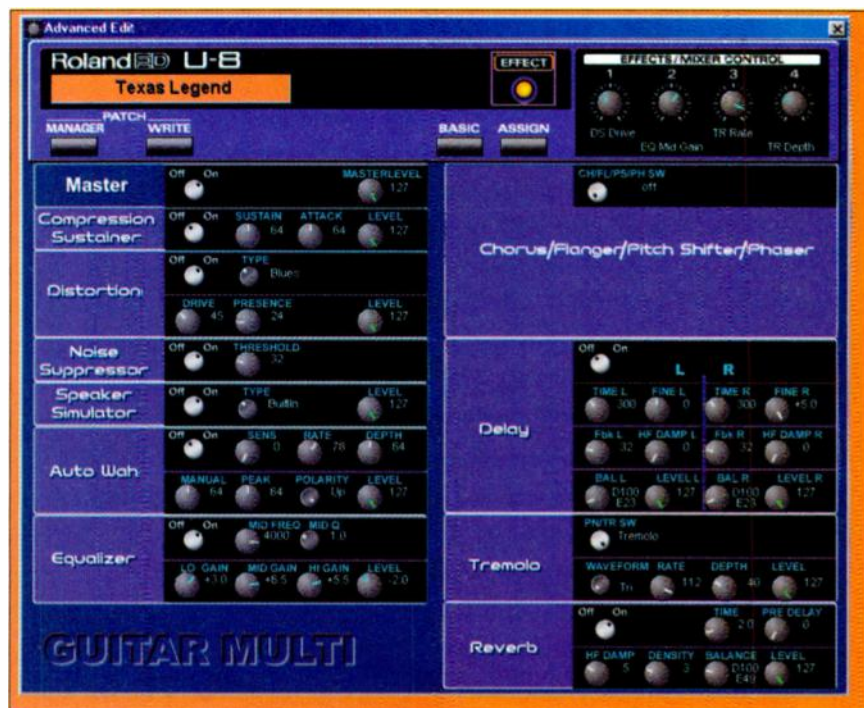 Advanced Edit
Roland ED U-8
Texas Legend
EFFECT
EFFECTS/MIXER CONTROL
1 2 3 4
DS Drive
EQ Mid Gain
TR Rate
TR Depth
PATCH
MANAGER WRITE
BASIC ASSIGN
Master
Off On
MASTERLEVEL
127
Compression Sustainer
Off On
SUSTAIN ATTACK LEVEL
64 64 127
Distortion
Off On
TYPE
Blues
DRIVE PRESENCE LEVEL
45 24 127
Noise Suppressor
Off On
THRESHOLD
32
Speaker Simulator
Off On
TYPE
Builtin
LEVEL
127
Auto Wah
Off On
SENS RATE DEPTH
0 78 64
MANUAL PEAK POLARITY LEVEL
64 64 Up 127
Equalizer
Off On
MID FREQ MID Q
4000 1.0
LO GAIN MID GAIN HI GAIN LEVEL
+3.0 +6.5 +5.5 -2.0
GUITAR MULTI
CH/FL/PS/PH SW
off
Chorus/Flanger/Pitch Shifter/Phaser
Delay
Off On
L R
TIME L FINE L TIME R FINE R
300 0 300 +5.0
Fbk L HF DAMP L Fbk R HF DAMP R
32 0 32 0
BAL L LEVEL L BAL R LEVEL R
D100 E23 127 D100 E23 127
Tremolo
PN/TR SW
Tremolo
WAVEFORM RATE DEPTH LEVEL
Tri 112 40 127
Reverb
Off On
TIME PRE DELAY
2.0 0
HF DAMP DENSITY BALANCE LEVEL
5 3 D100 E49 127